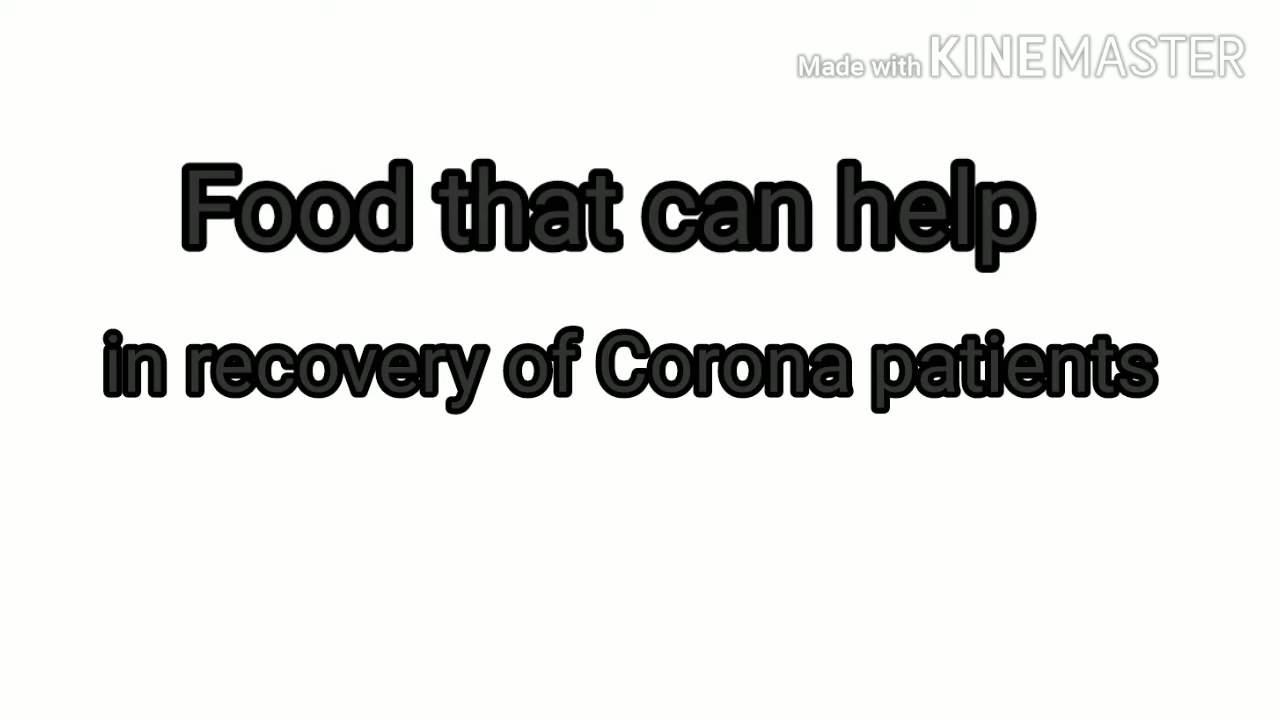 Made with KINEMASTER
Food that can help
in recovery of Corona patients